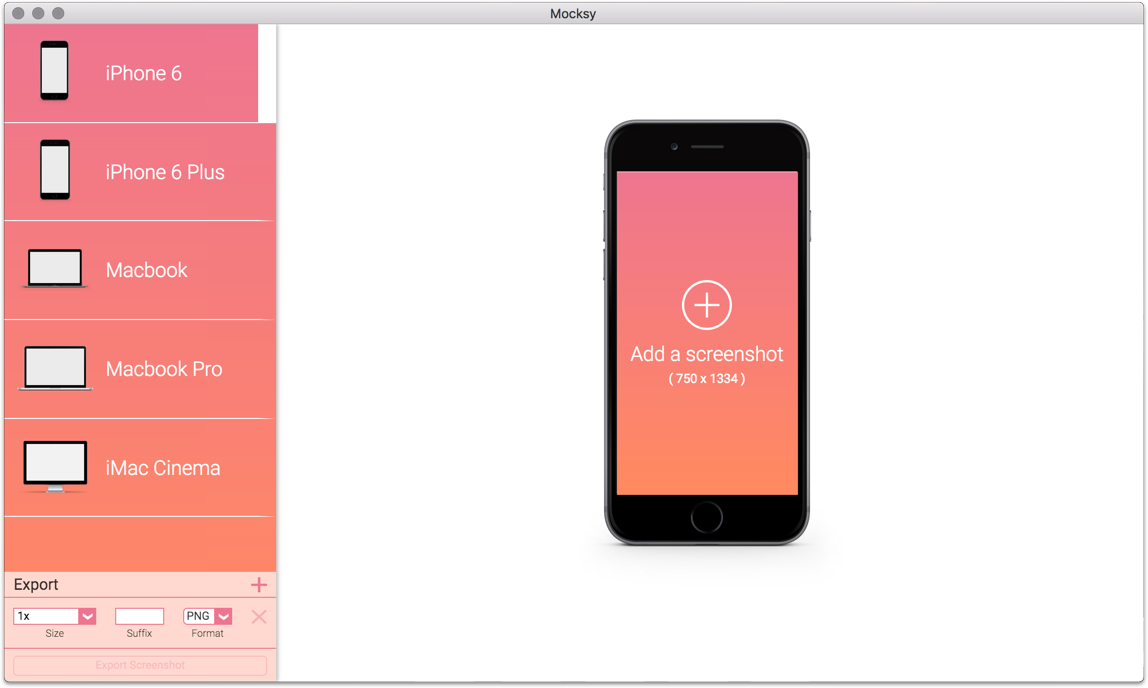 Mocksy
iPhone 6
iPhone 6 Plus
Macbook
Macbook Pro
iMac Cinema
Add a screenshot
( 750 x 1334 )
Export
1x
PNG
Size
Suffix
Format
Export Screenshot